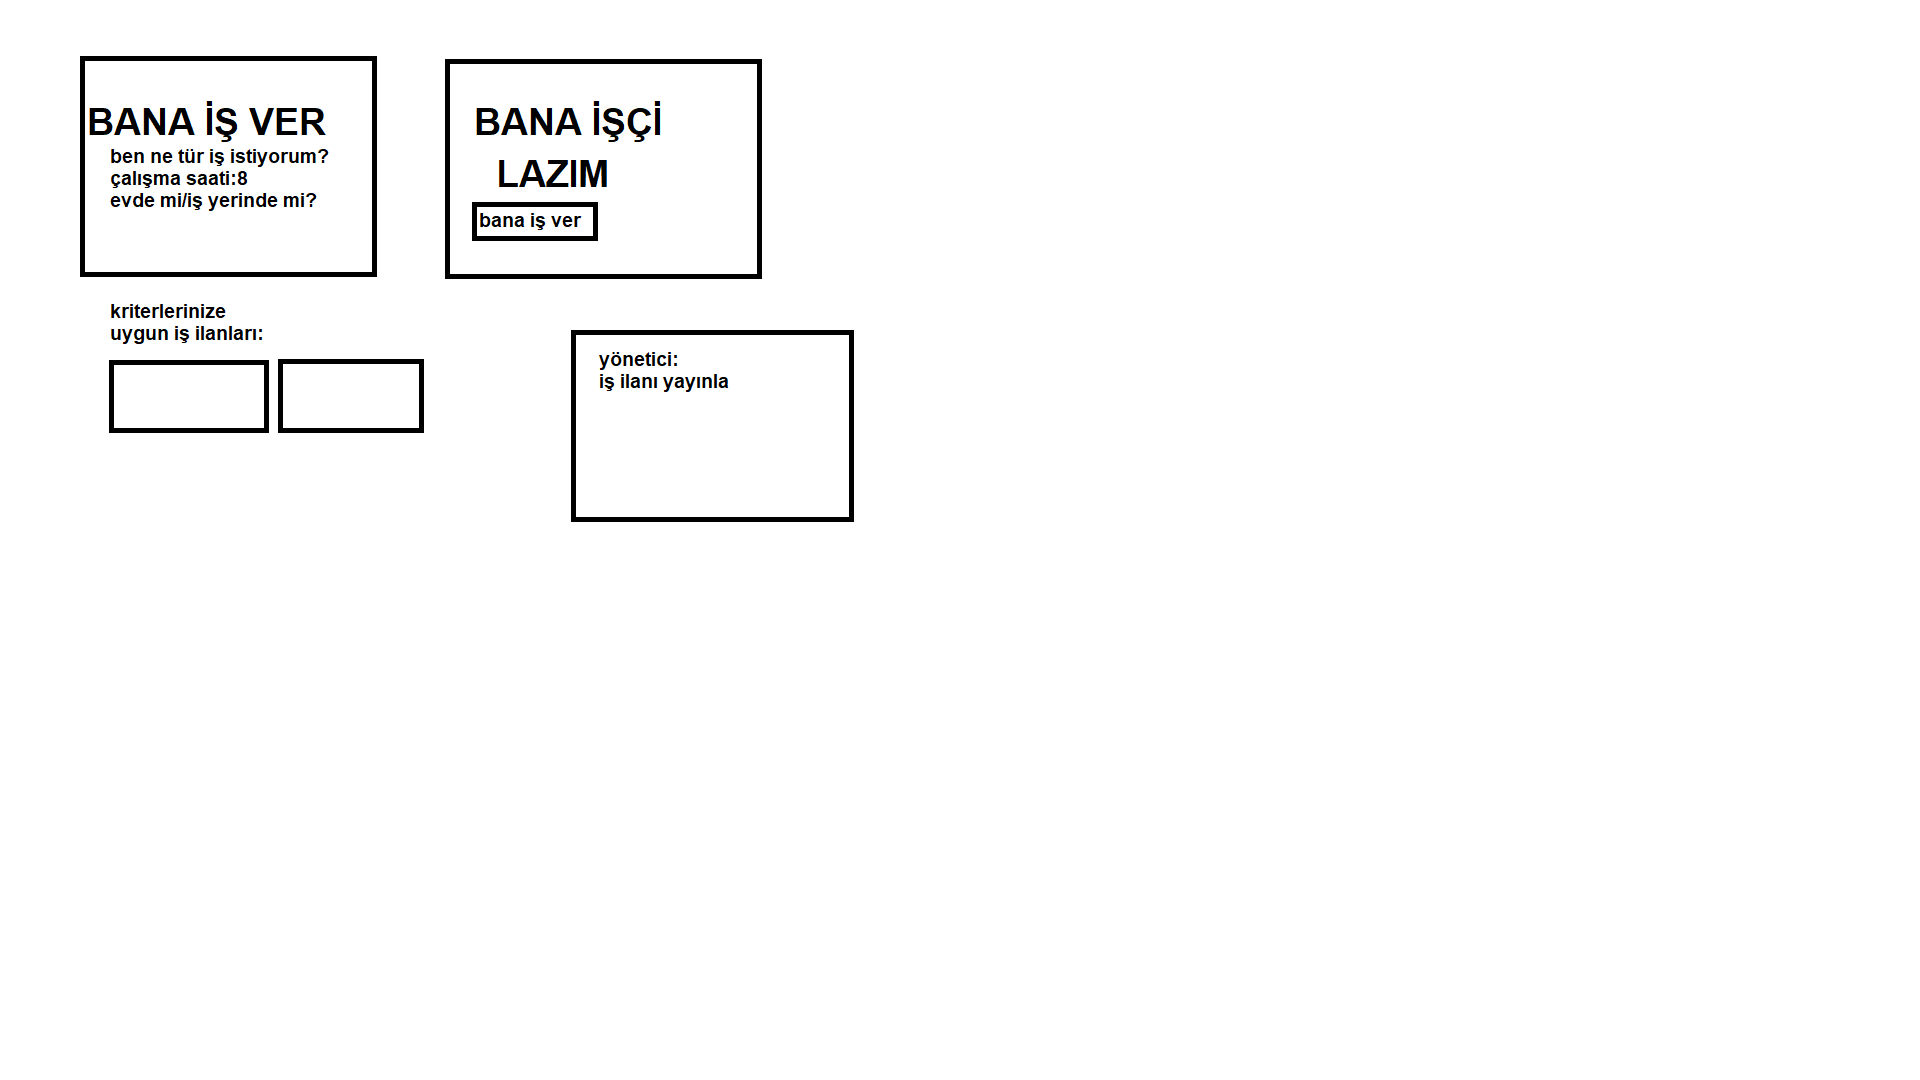 BANA İŞ VER
ben ne tür iş istiyorum?
çalışma saati:8
evde mi/iş yerinde mi?
BANA İŞÇİ
LAZIM
bana iş ver
kriterlerinize
uygun iş ilanları:
yönetici:
iş ilanı yayınla